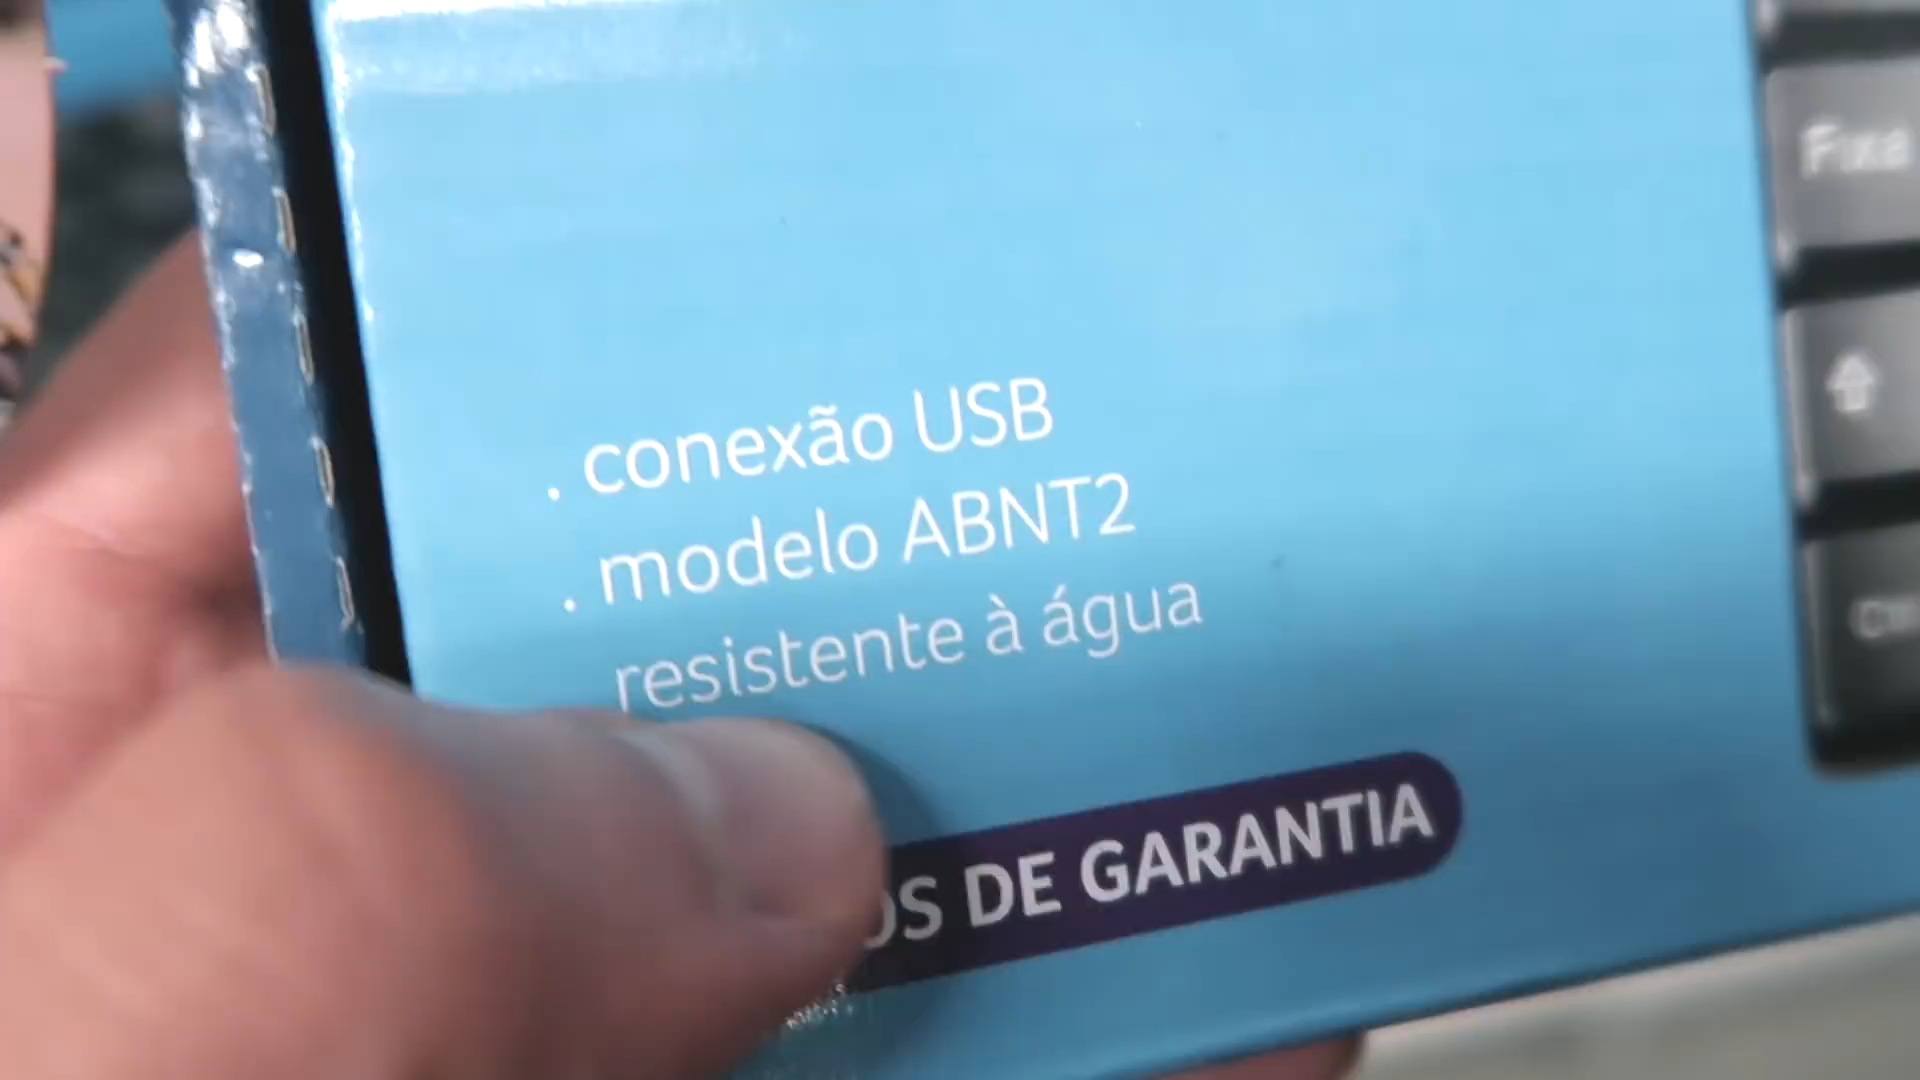 . conexão USB
. modelo ABNT2
resistente à água
OS DE GARANTIA
Fixa